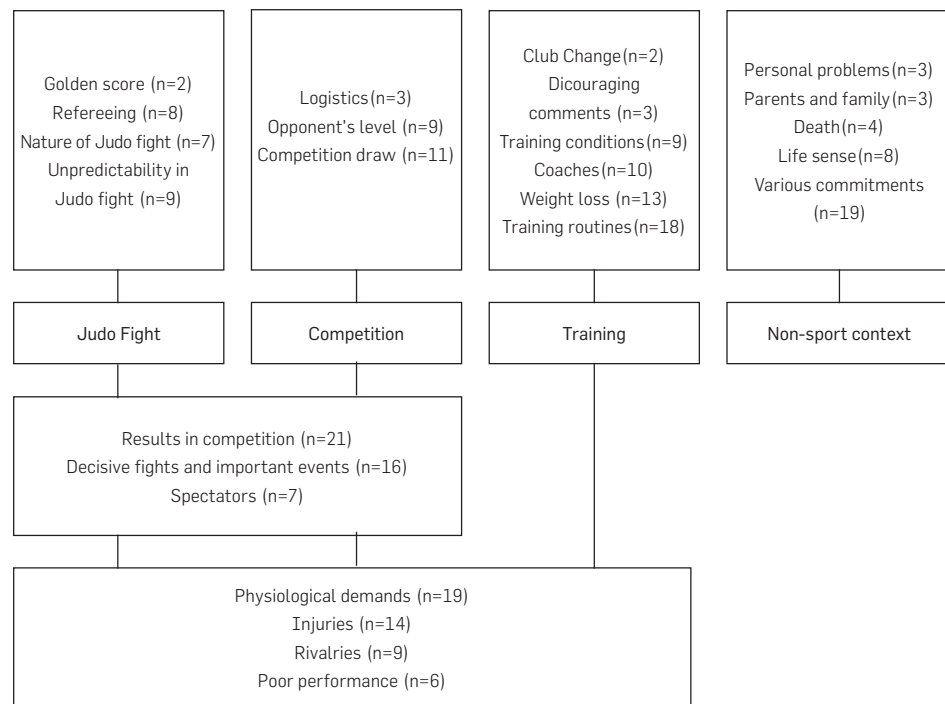 Golden score (n=2)
Refereeing (n=8)
Nature of Judo fight (n=7)
Unpredictability in
Judo fight (n=9)
Logistics(n=3)
Opponent's level (n=9)
Competition draw (n=11)
Club Change(n=2)
Dicouraging
comments (n=3)
Training conditions(n=9)
Coaches(n=10)
Weight loss (n=13)
Training routines(n=18)
Personal problems(n=3)
Parents and family(n=3)
Death(n=4)
Life sense(n=8)
Various commitments
(n=19)
Judo Fight
Competition
Training
Non-sport context
Results in competition (n=21)
Decisive fights and important events (n=16)
Spectators (n=7)
Physiological demands (n=19)
Injuries (n=14)
Rivalries (n=9)
Poor performance (n=6)